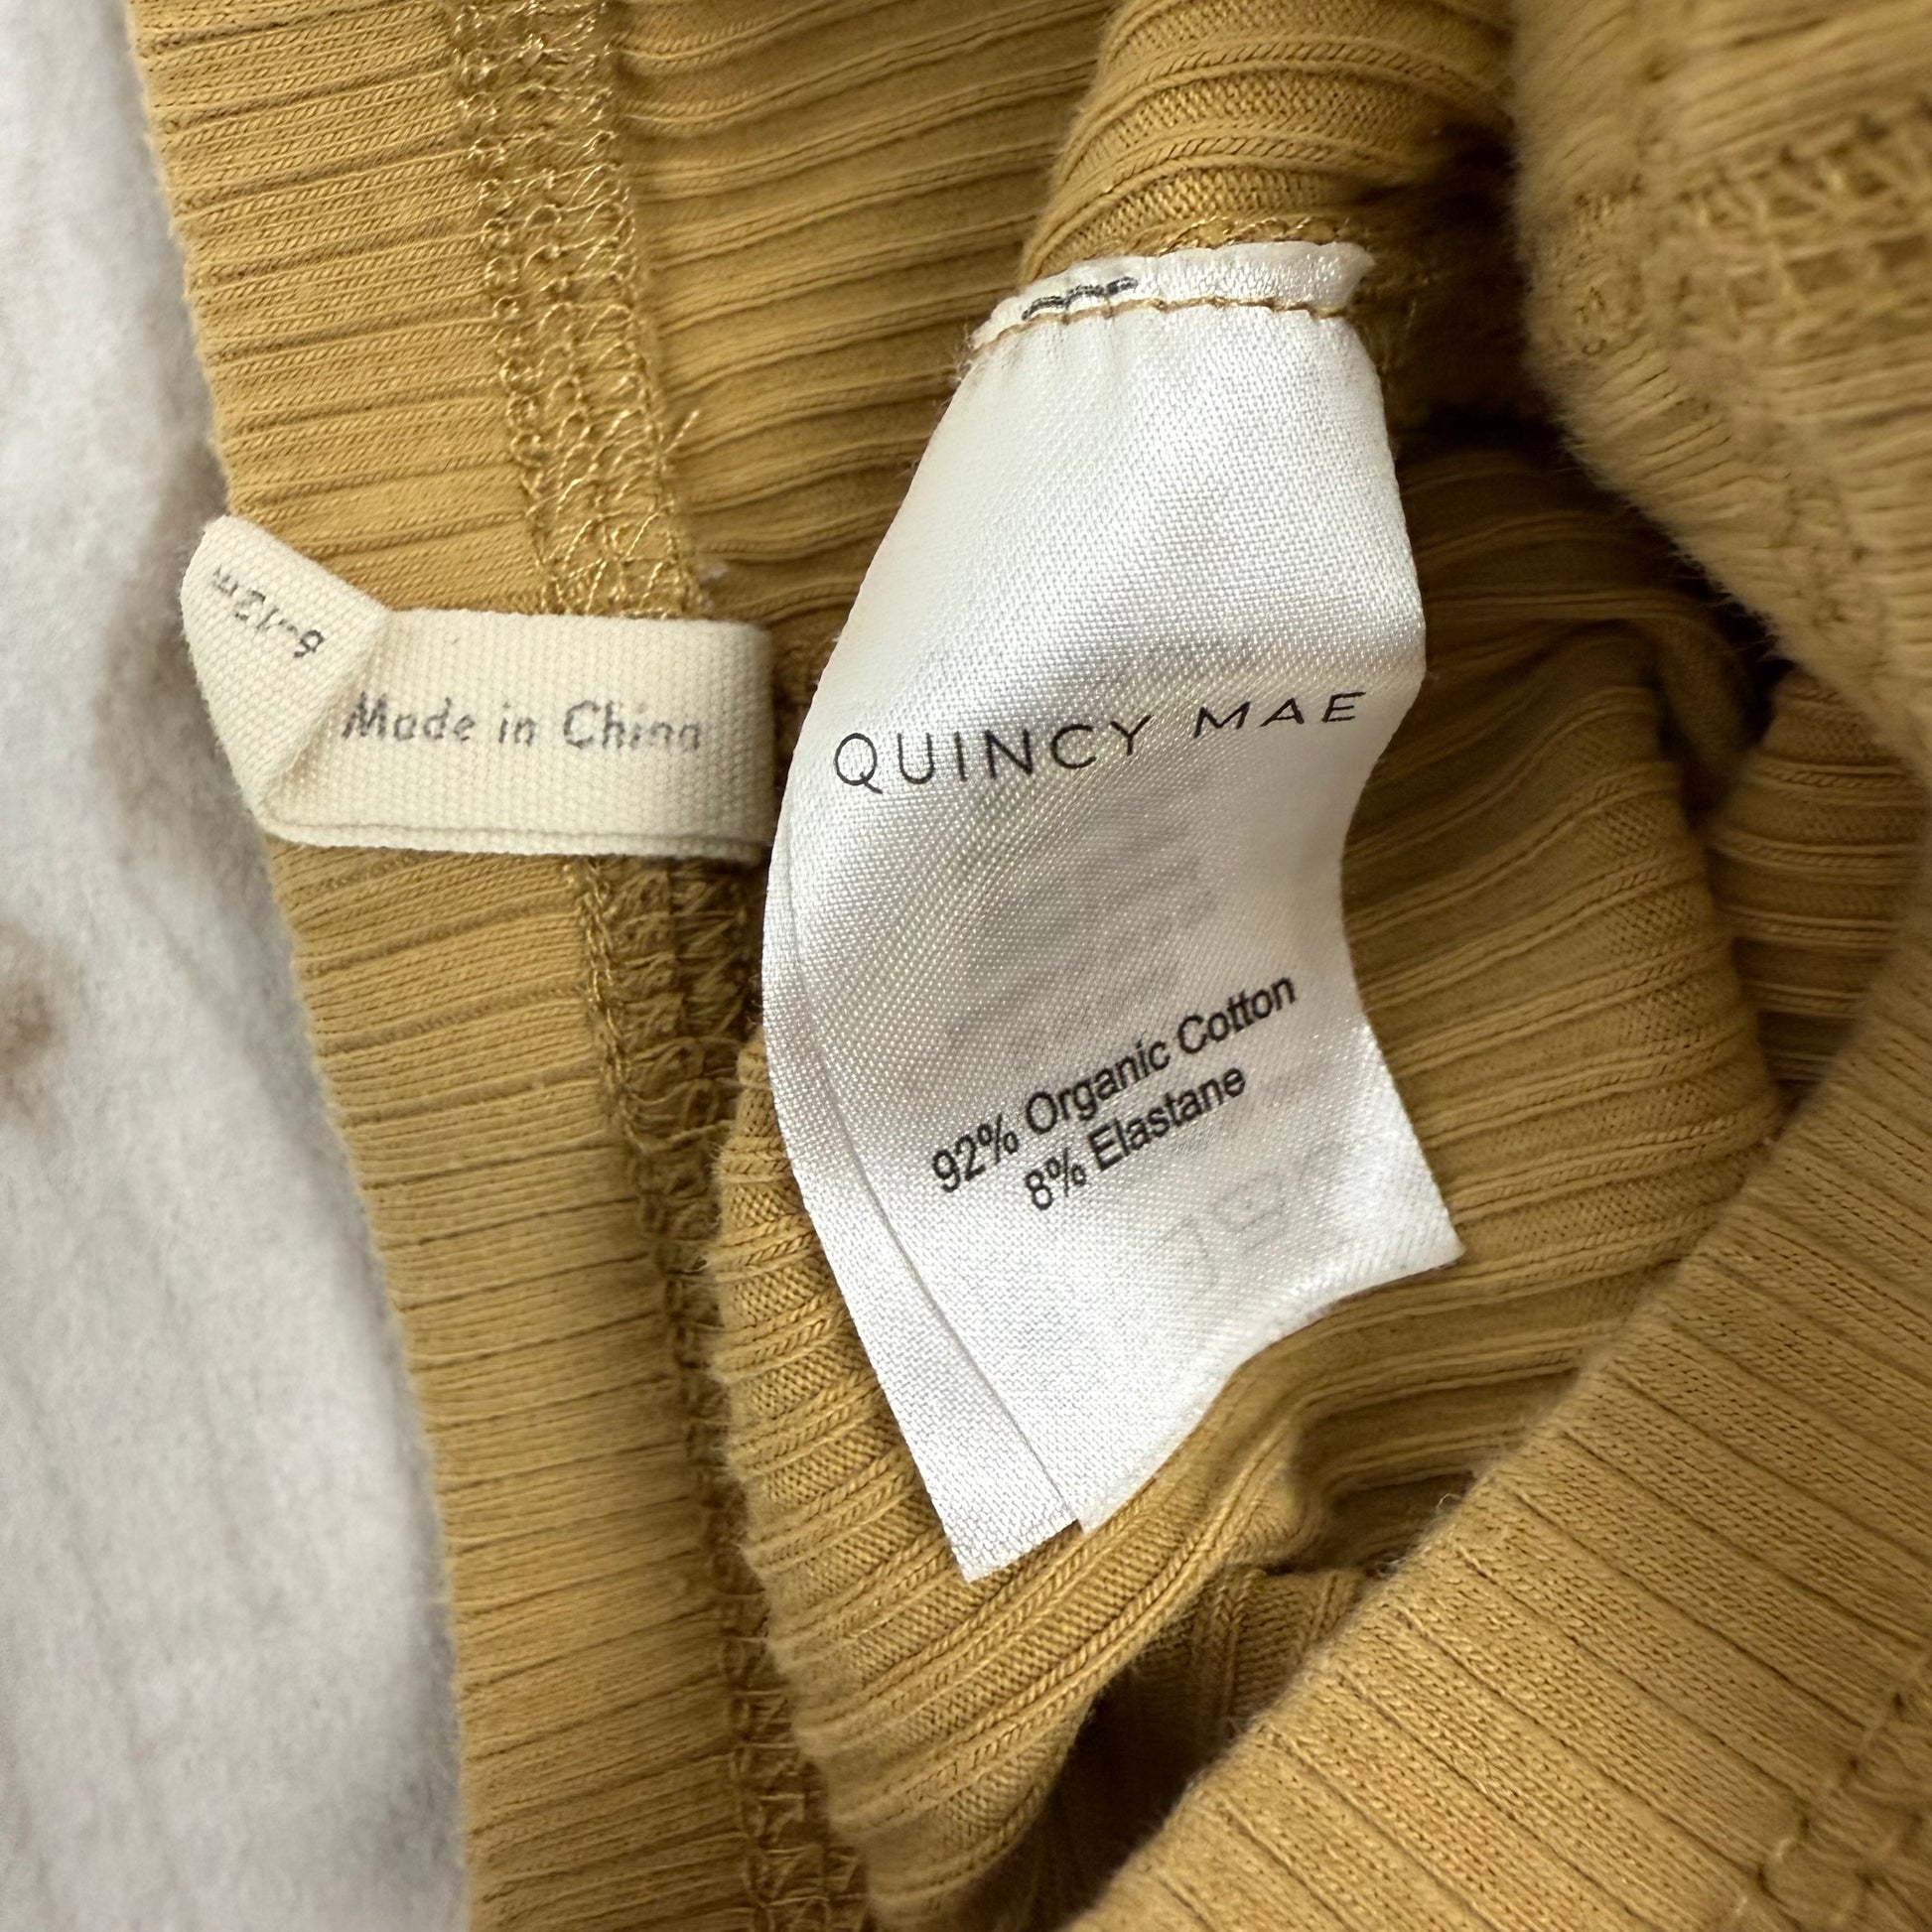 6-12m
Made in China
QUINCY MAE
92% Organic Cotton
8% Elastane